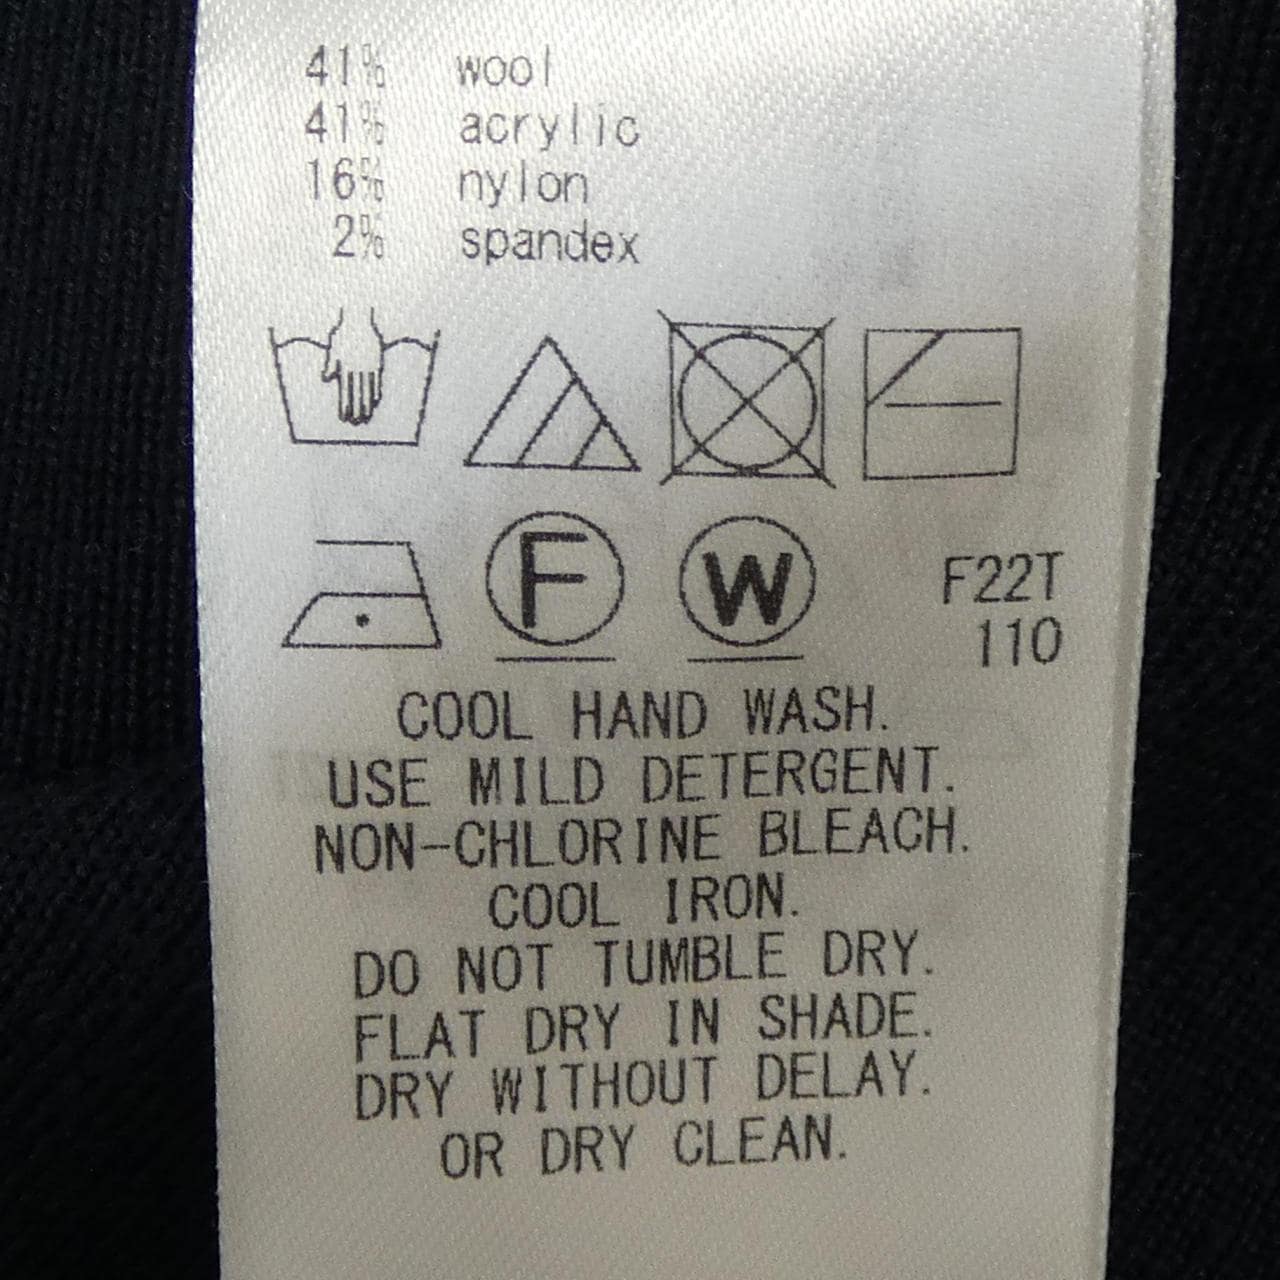 41% wool
41% acrylic
16% nylon
2% spandex
F W
F22T
110
COOL HAND WASH.
USE MILD DETERGENT.
NON-CHLORINE BLEACH.
COOL IRON.
DO NOT TUMBLE DRY.
FLAT DRY IN SHADE.
DRY WITHOUT DELAY.
OR DRY CLEAN.